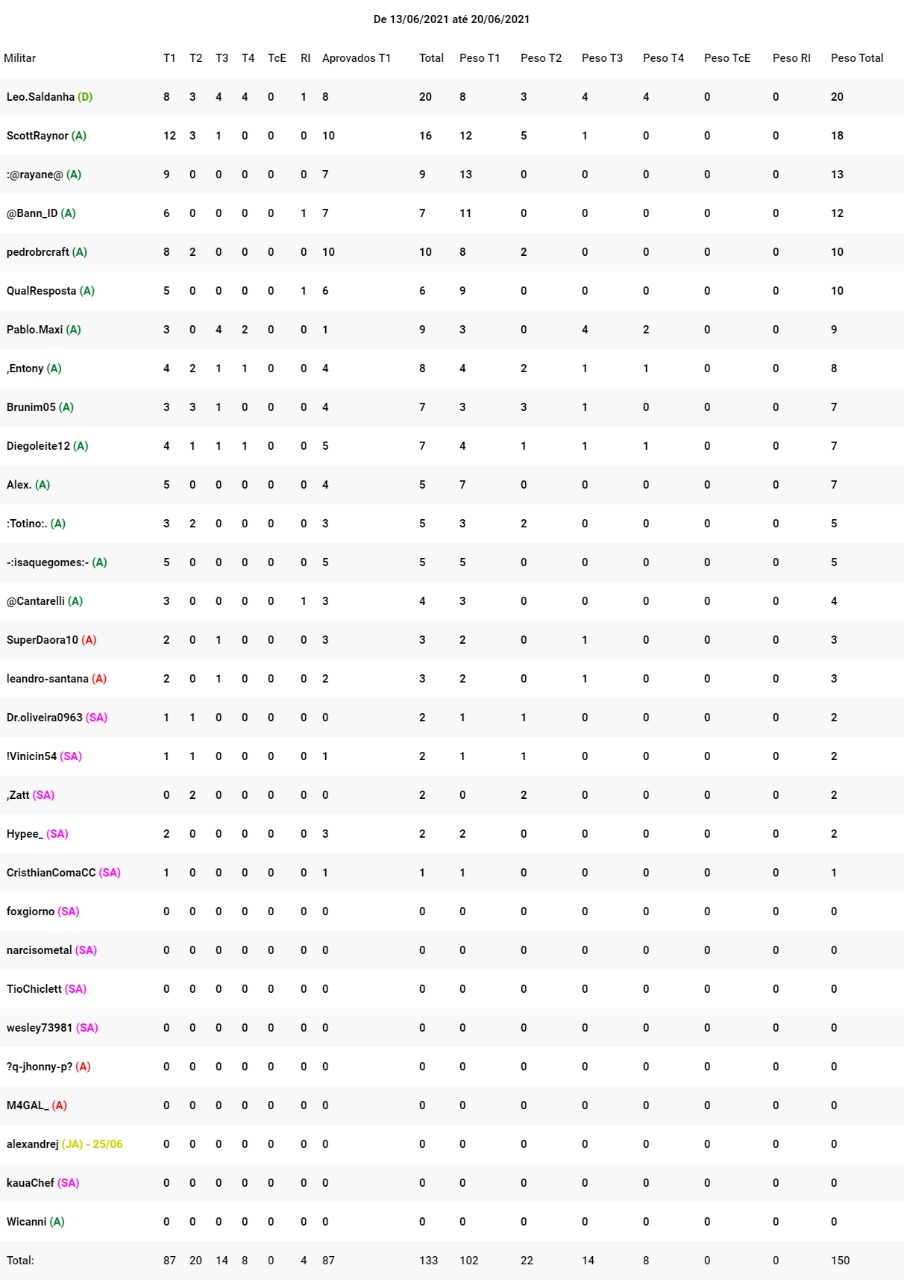 De 13/06/2021 até 20/06/2021
Militar T1 T2 T3 T4 TcE RI Aprovados T1 Total Peso T1 Peso T2 Peso T3 Peso T4 Peso TcE Peso RI Peso Total
Leo.Saldanha (D) 8 3 4 4 0 1 8 20 8 3 4 4 0 0 20
ScottRaynor (A) 12 3 1 0 0 0 10 16 12 5 1 0 0 0 18
:@rayane@ (A) 9 0 0 0 0 0 7 9 13 0 0 0 0 0 13
@Bann_ID (A) 6 0 0 0 0 1 7 7 11 0 0 0 0 0 12
pedrobrcraft (A) 8 2 0 0 0 0 10 10 8 2 0 0 0 0 10
QualResposta (A) 5 0 0 0 0 1 6 6 9 0 0 0 0 0 10
Pablo.Maxi (A) 3 0 4 2 0 0 1 9 3 0 4 2 0 0 9
,Entony (A) 4 2 1 1 0 0 4 8 4 2 1 1 0 0 8
Brunim05 (A) 3 3 1 0 0 0 4 7 3 3 1 0 0 0 7
Diegoleite12 (A) 4 1 1 1 0 0 5 7 4 1 1 1 0 0 7
Alex. (A) 5 0 0 0 0 0 4 5 7 0 0 0 0 0 7
:Totino:. (A) 3 2 0 0 0 0 3 5 3 2 0 0 0 0 5
-:isaquegomes:- (A) 5 0 0 0 0 0 5 5 5 0 0 0 0 0 5
@Cantarelli (A) 3 0 0 0 0 1 3 4 3 0 0 0 0 0 4
SuperDaora10 (A) 2 0 1 0 0 0 3 3 2 0 1 0 0 0 3
leandro-santana (A) 2 0 1 0 0 0 2 3 2 0 1 0 0 0 3
Dr.oliveira0963 (SA) 1 1 0 0 0 0 0 2 1 1 0 0 0 0 2
!Vinicin54 (SA) 1 1 0 0 0 0 1 2 1 1 0 0 0 0 2
,Zatt (SA) 0 2 0 0 0 0 0 2 0 2 0 0 0 0 2
Hypee_ (SA) 2 0 0 0 0 0 3 2 2 0 0 0 0 0 2
CristhianComaCC (SA) 1 0 0 0 0 0 1 1 1 0 0 0 0 0 1
foxgiorno (SA) 0 0 0 0 0 0 0 0 0 0 0 0 0 0 0
narcisometal (SA) 0 0 0 0 0 0 0 0 0 0 0 0 0 0 0
TioChiclett (SA) 0 0 0 0 0 0 0 0 0 0 0 0 0 0 0
wesley73981 (SA) 0 0 0 0 0 0 0 0 0 0 0 0 0 0 0
?q-jhonny-p? (A) 0 0 0 0 0 0 0 0 0 0 0 0 0 0 0
M4GAL_ (A) 0 0 0 0 0 0 0 0 0 0 0 0 0 0 0
alexandrej (JA) - 25/06 0 0 0 0 0 0 0 0 0 0 0 0 0 0 0
kauaChef (SA) 0 0 0 0 0 0 0 0 0 0 0 0 0 0 0
Wicanni (A) 0 0 0 0 0 0 0 0 0 0 0 0 0 0 0
Total: 87 20 14 8 0 4 87 133 102 22 14 8 0 0 150